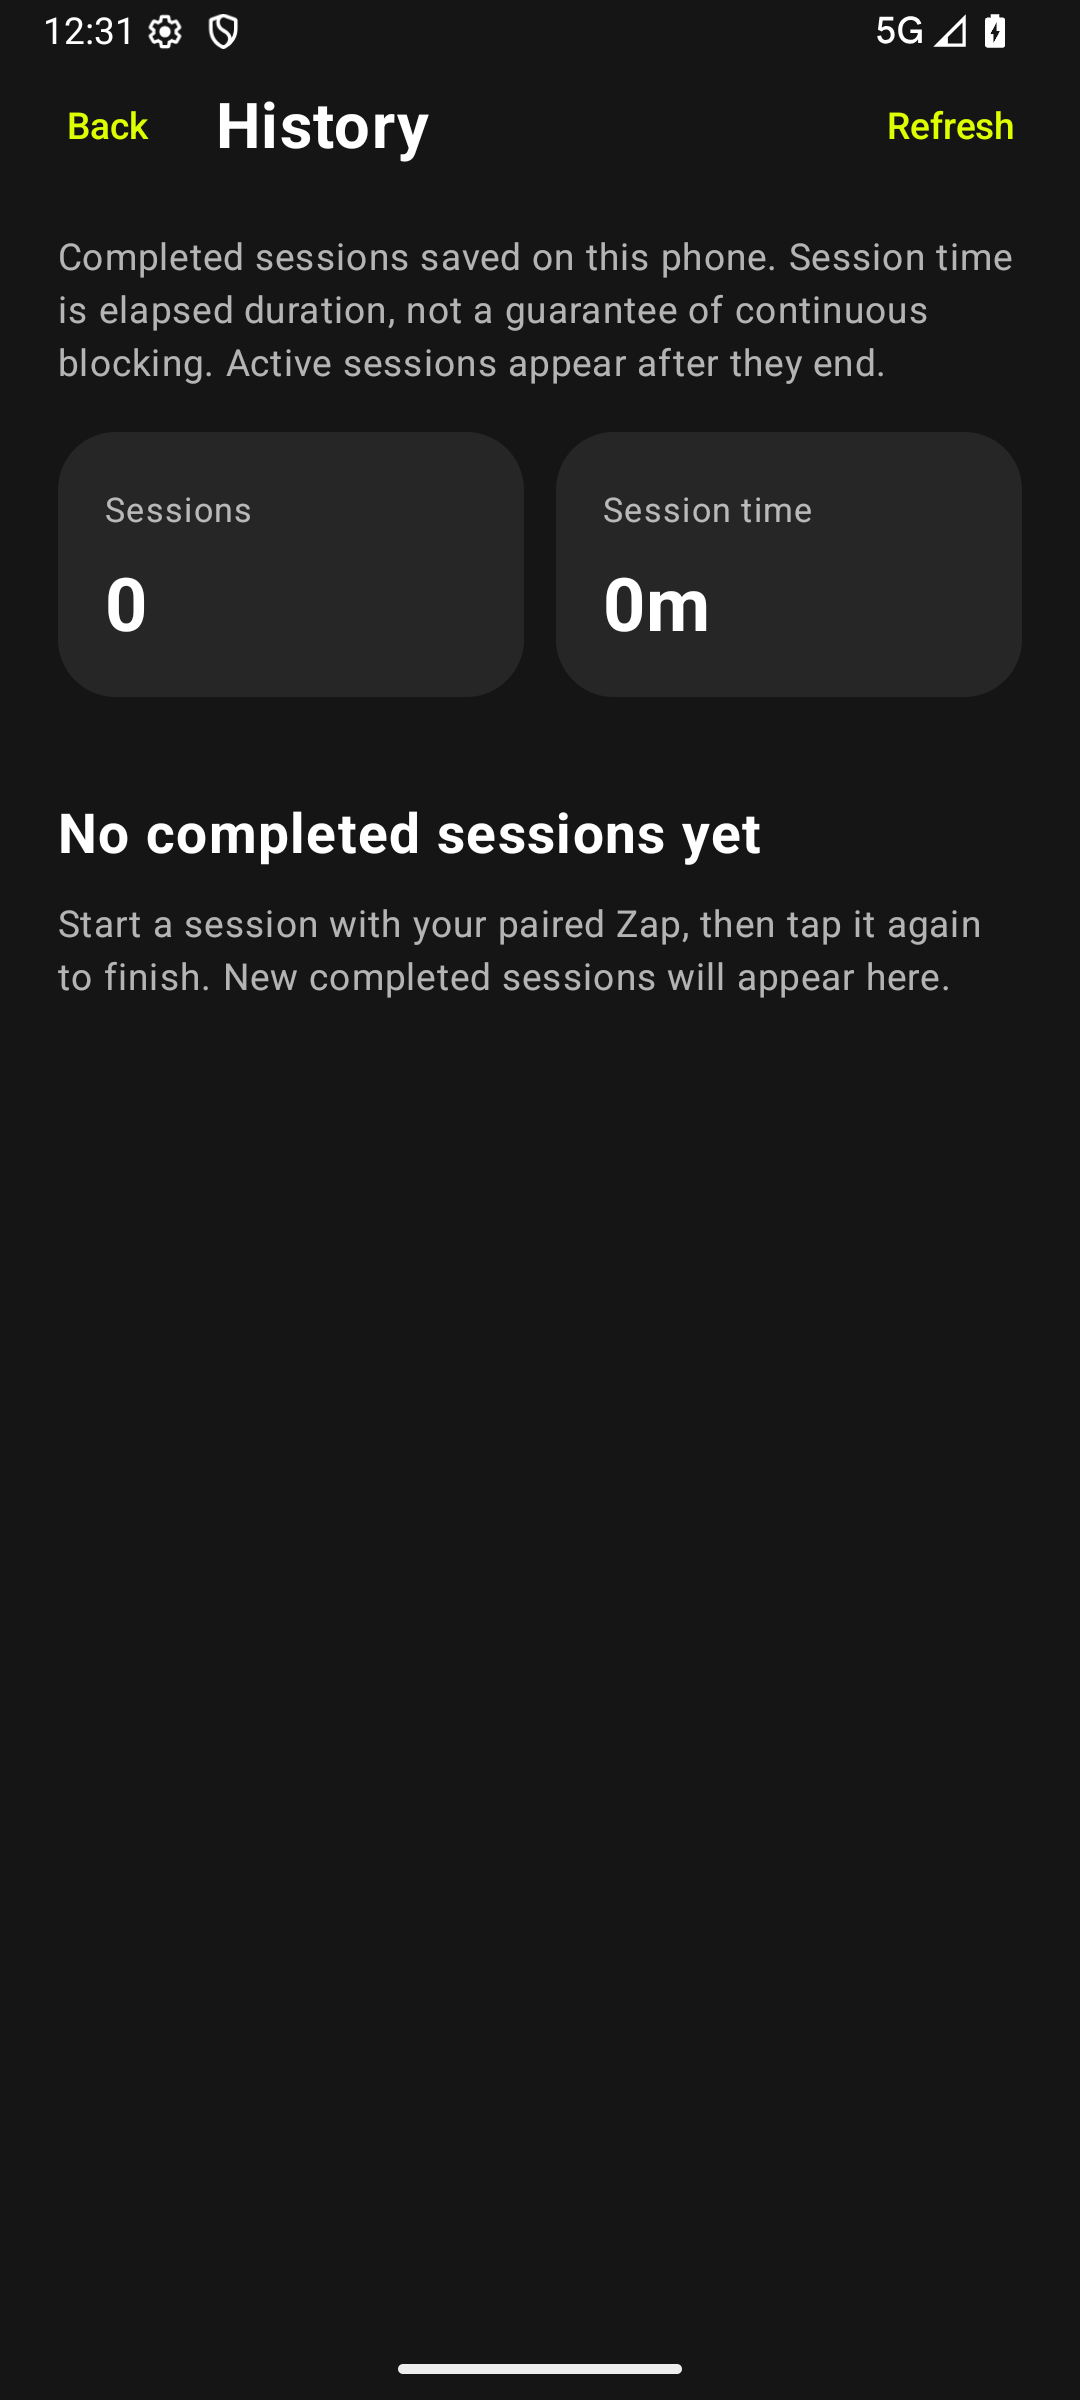 12:31
5G
Back
History
Refresh
Completed sessions saved on this phone. Session time
is elapsed duration, not a guarantee of continuous
blocking. Active sessions appear after they end.
Sessions
Session time
0
0m
No completed sessions yet
Start a session with your paired Zap, then tap it again
to finish. New completed sessions will appear here.